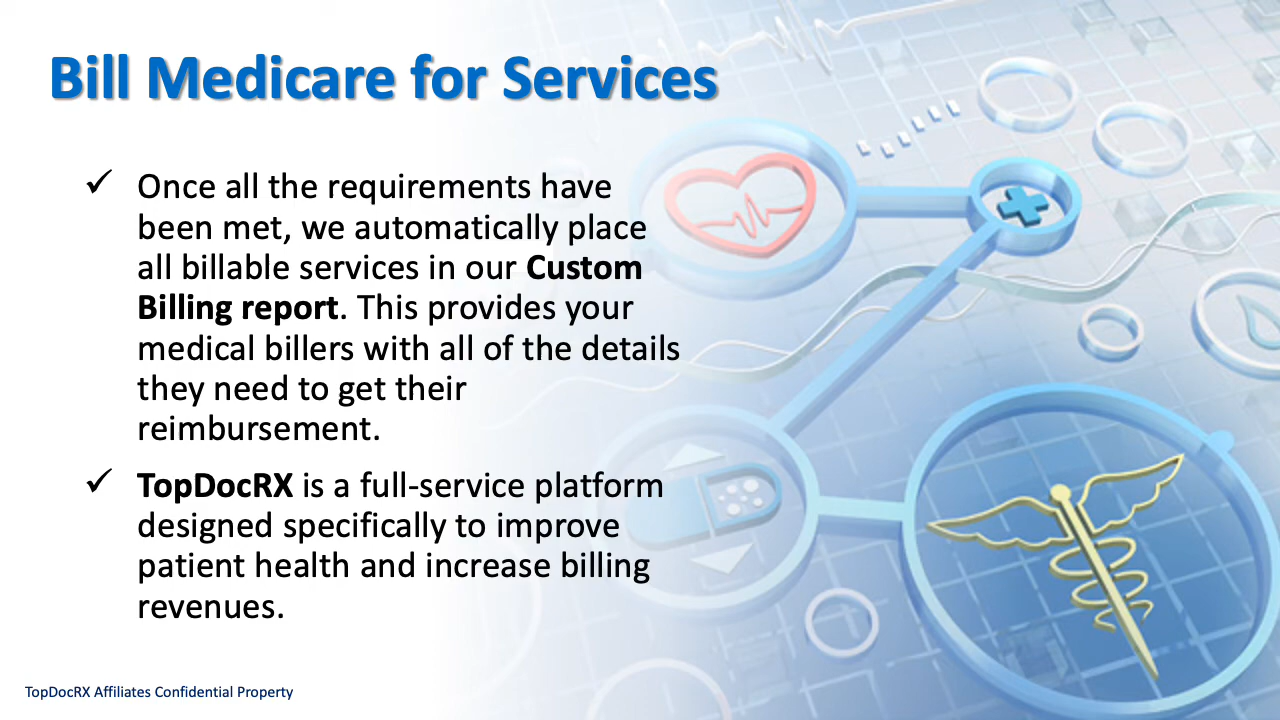 Bill Medicare for Services
✓ Once all the requirements have
been met, we automatically place
all billable services in our Custom
Billing report. This provides your
medical billers with all of the details
they need to get their
reimbursement.
✓ TopDocRX is a full-service platform
designed specifically to improve
patient health and increase billing
revenues.
TopDocRX Affiliates Confidential Property